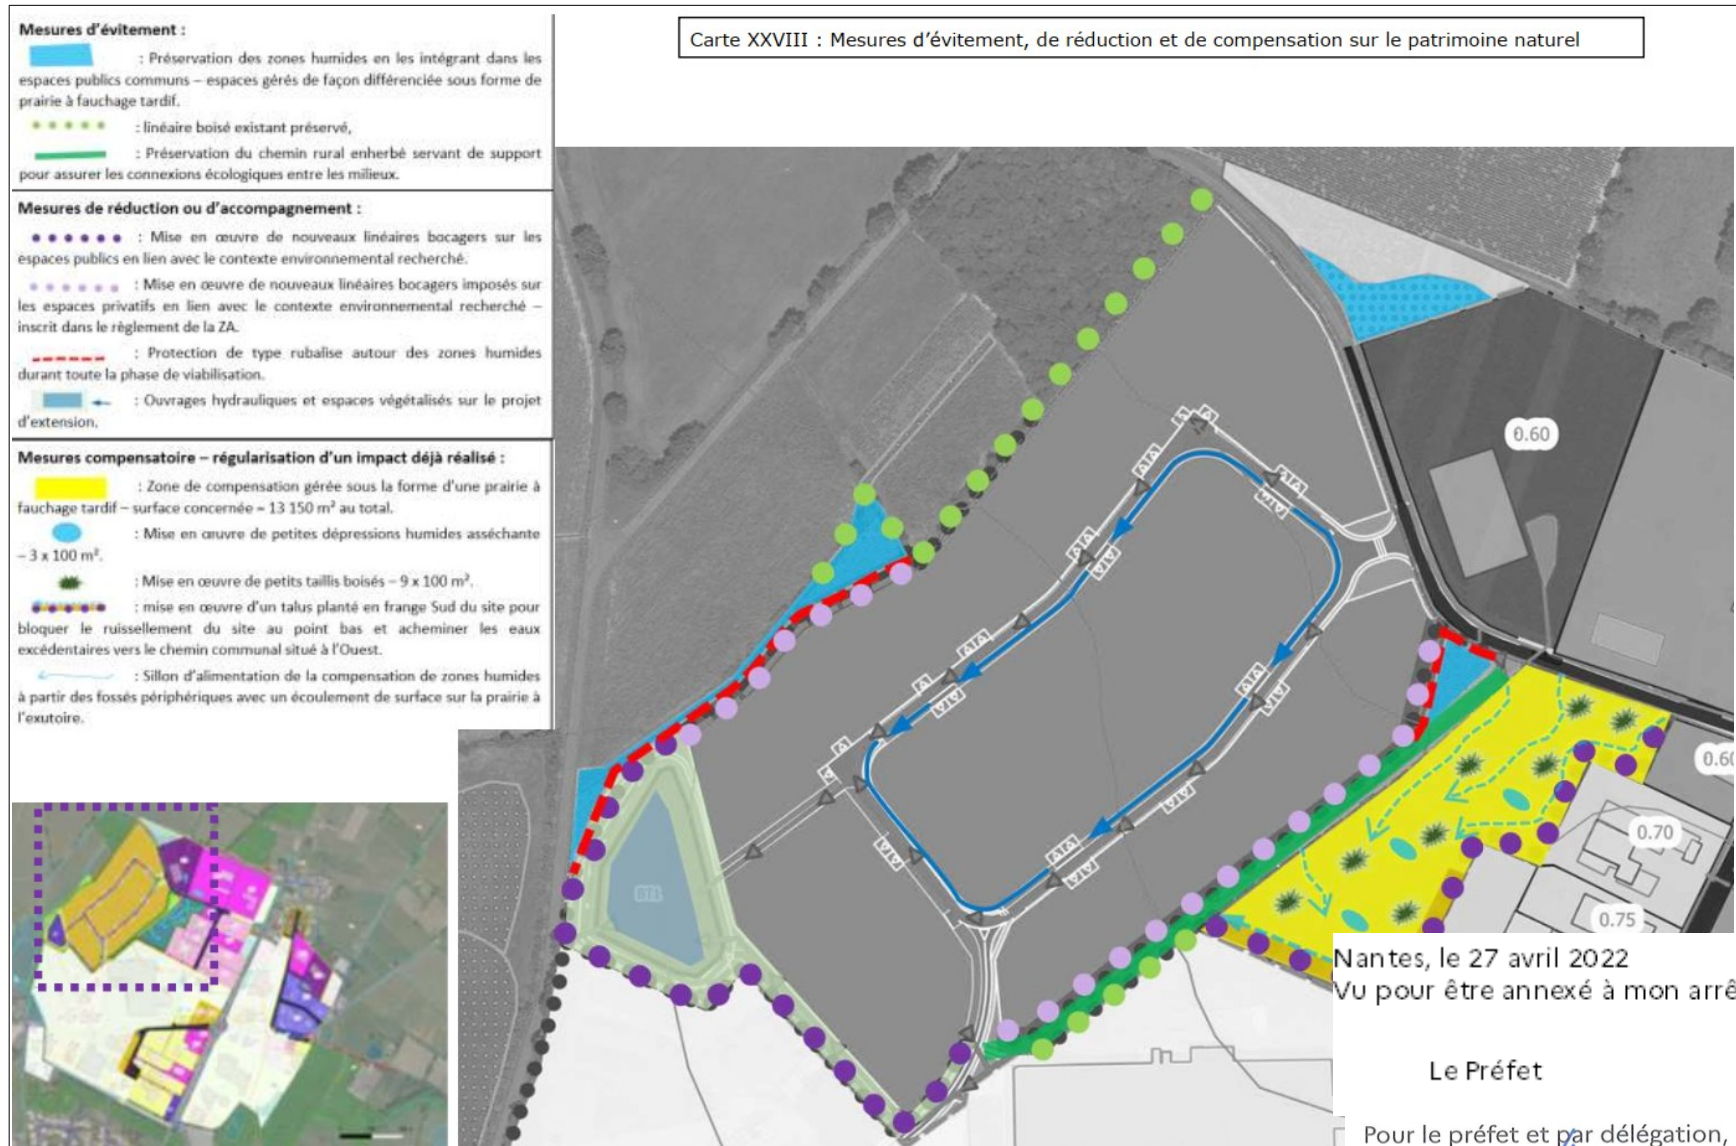 Carte XXVIII : Mesures d'évitement, de réduction et de compensation sur le patrimoine naturel
Mesures d'évitement :
: Préservation des zones humides en les intégrant dans les
espaces publics communs – espaces gérés de façon différenciée sous forme de
prairie à fauchage tardif.
: linéaire boisé existant préservé,
: Préservation du chemin rural enherbé servant de support
pour assurer les connexions écologiques entre les milieux.
Mesures de réduction ou d'accompagnement :
: Mise en œuvre de nouveaux linéaires bocagers sur les
espaces publics en lien avec le contexte environnemental recherché.
: Mise en œuvre de nouveaux linéaires bocagers imposés sur
les espaces privatifs en lien avec le contexte environnemental recherché –
inscrit dans le règlement de la ZA.
: Protection de type rubalise autour des zones humides
durant toute la phase de viabilisation.
: Ouvrages hydrauliques et espaces végétalisés sur le projet
d'extension.
Mesures compensatoire – régularisation d'un impact déjà réalisé :
: Zone de compensation gérée sous la forme d'une prairie à
fauchage tardif – surface concernée = 13 150 m² au total.
: Mise en œuvre de petites dépressions humides asséchante
– 3 x 100 m².
: Mise en œuvre de petits taillis boisés – 9 x 100 m².
: mise en œuvre d'un talus planté en frange Sud du site pour
bloquer le ruissellement du site au point bas et acheminer les eaux
excédentaires vers le chemin communal situé à l'Ouest.
: Sillon d'alimentation de la compensation de zones humides
à partir des fossés périphériques avec un écoulement de surface sur la prairie à
l'exutoire.
0.60
0.60
0.70
0.75
BT1
Nantes, le 27 avril 2022
Vu pour être annexé à mon arrê
Le Préfet
Pour le préfet et par délégation,